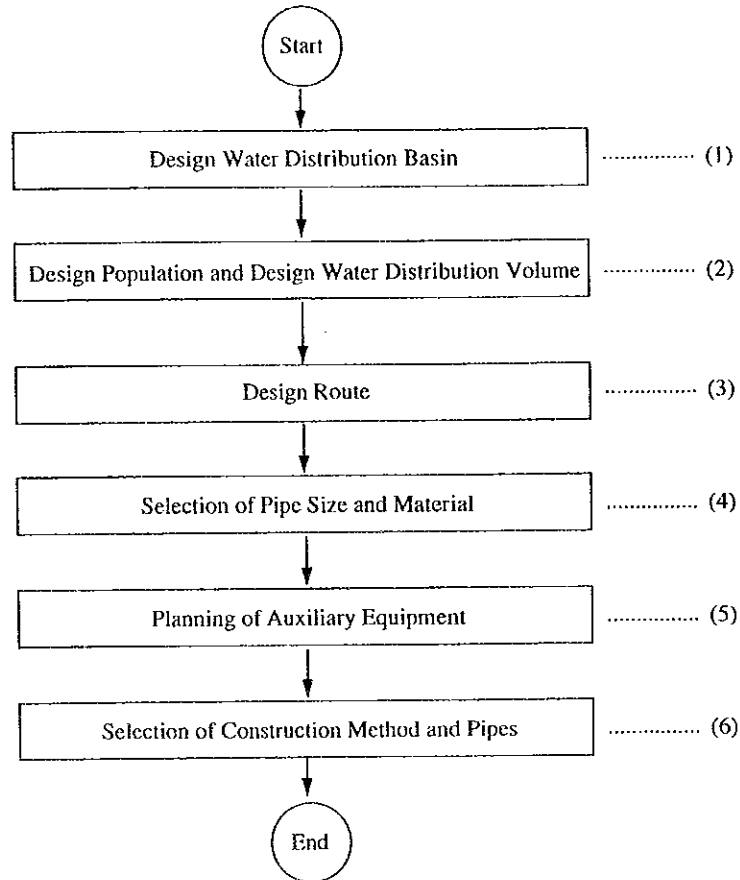 Start
Design Water Distribution Basin ............... (1)
Design Population and Design Water Distribution Volume ............... (2)
Design Route ............... (3)
Selection of Pipe Size and Material ............... (4)
Planning of Auxiliary Equipment ............... (5)
Selection of Construction Method and Pipes ............... (6)
End